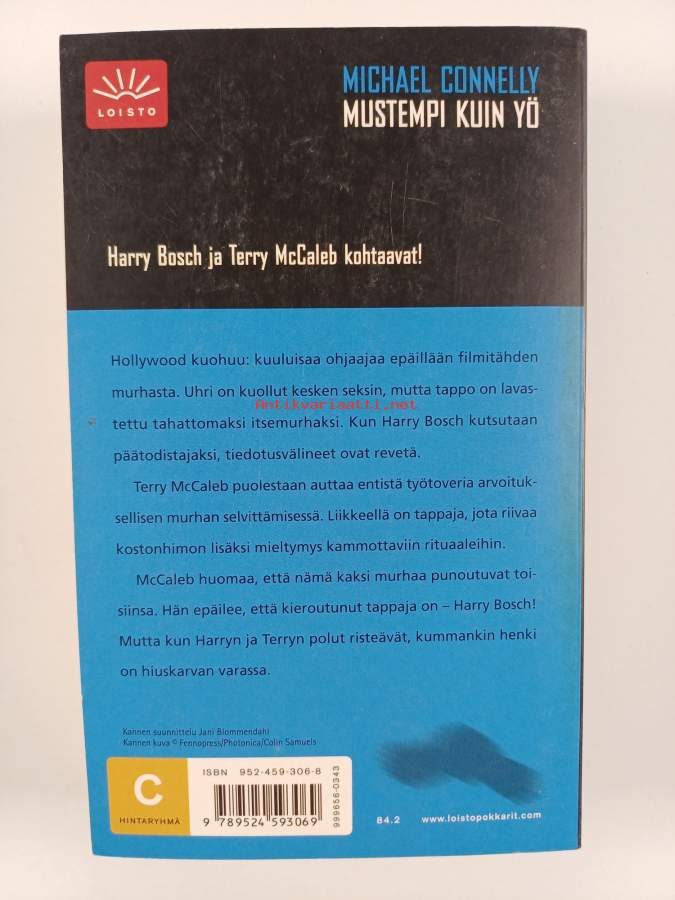 LOISTO
MICHAEL CONNELLY
MUSTEMPI KUIN YÖ
Harry Bosch ja Terry McCaleb kohtaavat!
Hollywood kuohuu: kuuluisaa ohjaajaa epäillään filmitähden
murhasta. Uhri on kuollut kesken seksin, mutta tappo on lavas-
Antikvariaatti.net
tettu tahattomaksi itsemurhaksi. Kun Harry Bosch kutsutaan
päätodistajaksi, tiedotusvälineet ovat revetä.
Terry McCaleb puolestaan auttaa entistä työtoveria arvoituk-
sellisen murhan selvittämisessä. Liikkeellä on tappaja, jota riivaa
kostonhimon lisäksi mieltymys kammottaviin rituaaleihin.
McCaleb huomaa, että nämä kaksi murhaa punoutuvat toi-
siinsa. Hän epäilee, että kieroutunut tappaja on – Harry Bosch!
Mutta kun Harryn ja Terryn polut risteävät, kummankin henki
on hiuskarvan varassa.
Kannen suunnittelu Jani Blommendahl
Kannen kuva © Fennopress/Photonica/Colin Samuels
C
HINTARYHMÄ
ISBN 952-459-306-8
9 789524 593069
999656-0343
84.2
www.loistopokkarit.com